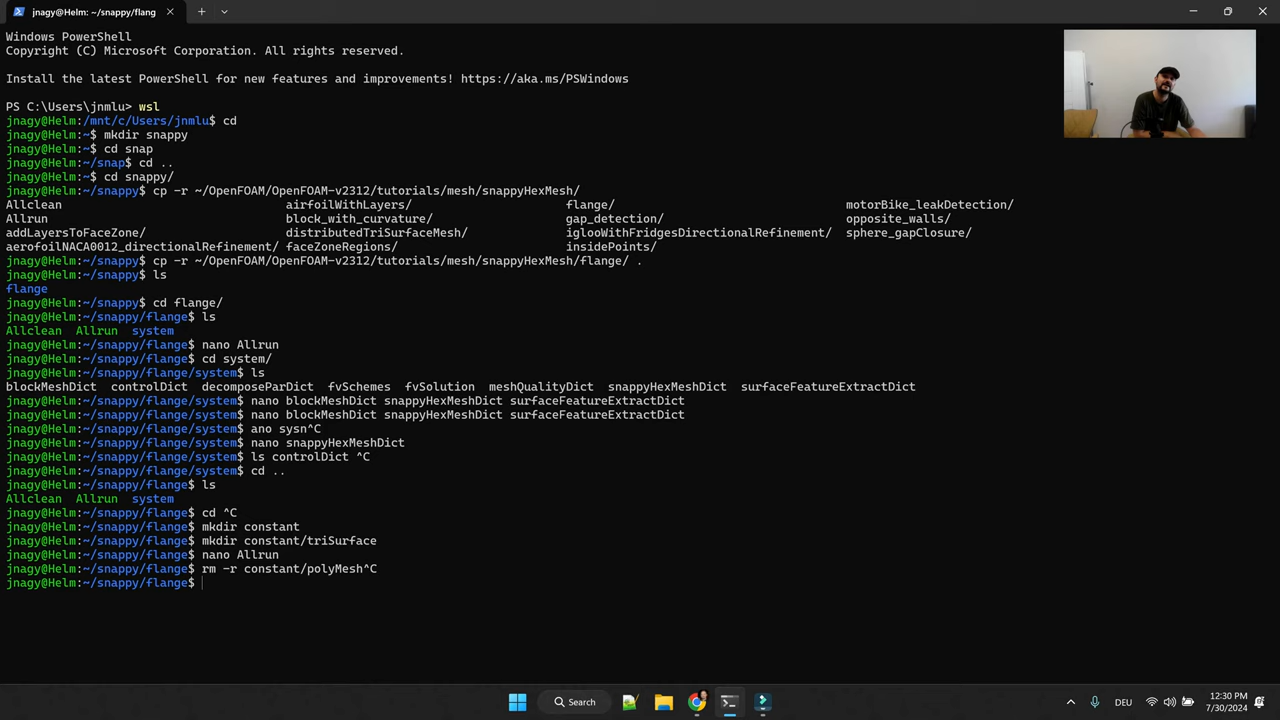 jnagy@Helm: ~/snappy/flang
Windows PowerShell
Copyright (C) Microsoft Corporation. All rights reserved.
Install the latest PowerShell for new features and improvements! https://aka.ms/PSWindows
PS C:\Users\jnmlu> wsl
jnagy@Helm:/mnt/c/Users/jnmlu$ cd
jnagy@Helm:~$ mkdir snappy
jnagy@Helm:~$ cd snap
jnagy@Helm:~/snap$ cd ..
jnagy@Helm:~$ cd snappy/
jnagy@Helm:~/snappy$ cp -r ~/OpenFOAM/OpenFOAM-v2312/tutorials/mesh/snappyHexMesh/
Allclean airfoilWithLayers/ flange/ motorBike_leakDetection/
Allrun block_with_curvature/ gap_detection/ opposite_walls/
addLayersToFaceZone/ distributedTriSurfaceMesh/ iglooWithFridgesDirectionalRefinement/ sphere_gapClosure/
aerofoilNACA0012_directionalRefinement/ faceZoneRegions/ insidePoints/
jnagy@Helm:~/snappy$ cp -r ~/OpenFOAM/OpenFOAM-v2312/tutorials/mesh/snappyHexMesh/flange/ .
jnagy@Helm:~/snappy$ ls
flange
jnagy@Helm:~/snappy$ cd flange/
jnagy@Helm:~/snappy/flange$ ls
Allclean Allrun system
jnagy@Helm:~/snappy/flange$ nano Allrun
jnagy@Helm:~/snappy/flange$ cd system/
jnagy@Helm:~/snappy/flange/system$ ls
blockMeshDict controlDict decomposeParDict fvSchemes fvSolution meshQualityDict snappyHexMeshDict surfaceFeatureExtractDict
jnagy@Helm:~/snappy/flange/system$ nano blockMeshDict snappyHexMeshDict surfaceFeatureExtractDict
jnagy@Helm:~/snappy/flange/system$ nano blockMeshDict snappyHexMeshDict surfaceFeatureExtractDict
jnagy@Helm:~/snappy/flange/system$ ano sysn^C
jnagy@Helm:~/snappy/flange/system$ nano snappyHexMeshDict
jnagy@Helm:~/snappy/flange/system$ ls controlDict ^C
jnagy@Helm:~/snappy/flange/system$ cd ..
jnagy@Helm:~/snappy/flange$ ls
Allclean Allrun system
jnagy@Helm:~/snappy/flange$ cd ^C
jnagy@Helm:~/snappy/flange$ mkdir constant
jnagy@Helm:~/snappy/flange$ mkdir constant/triSurface
jnagy@Helm:~/snappy/flange$ nano Allrun
jnagy@Helm:~/snappy/flange$ rm -r constant/polyMesh^C
jnagy@Helm:~/snappy/flange$
Search
DEU
12:30 PM
7/30/2024